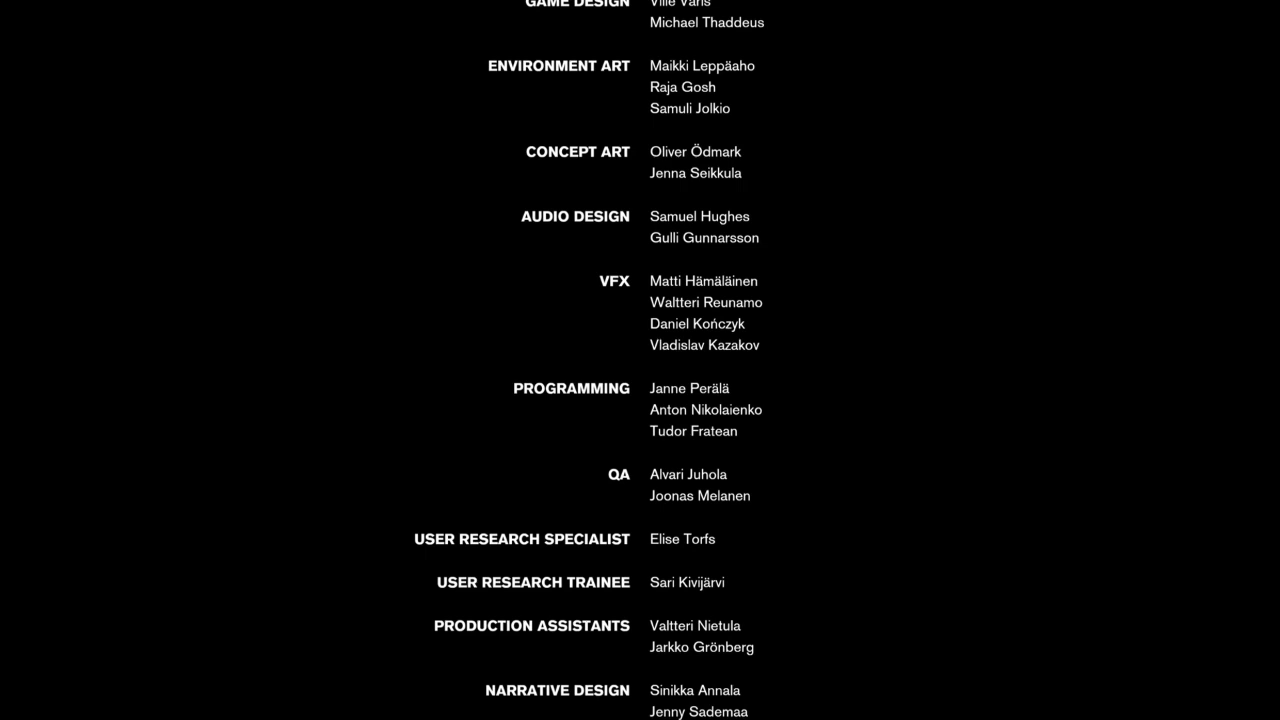 GAME DESIGN Ville Varis
Michael Thaddeus
ENVIRONMENT ART Maikki Leppäaho
Raja Gosh
Samuli Jolkio
CONCEPT ART Oliver Ödmark
Jenna Seikkula
AUDIO DESIGN Samuel Hughes
Gulli Gunnarsson
VFX Matti Hämäläinen
Waltteri Reunamo
Daniel Kończyk
Vladislav Kazakov
PROGRAMMING Janne Perälä
Anton Nikolaienko
Tudor Fratean
QA Alvari Juhola
Joonas Melanen
USER RESEARCH SPECIALIST Elise Torfs
USER RESEARCH TRAINEE Sari Kivijärvi
PRODUCTION ASSISTANTS Valtteri Nietula
Jarkko Grönberg
NARRATIVE DESIGN Sinikka Annala
Jenny Sademaa